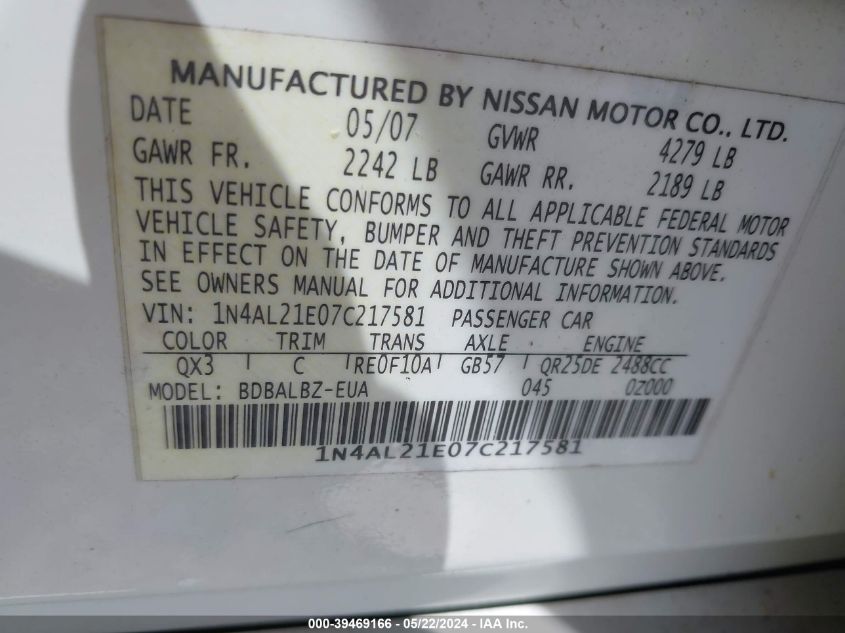 MANUFACTURED BY NISSAN MOTOR CO., LTD.
DATE 05/07 GVWR 4279 LB
GAWR FR. 2242 LB GAWR RR. 2189 LB
THIS VEHICLE CONFORMS TO ALL APPLICABLE FEDERAL MOTOR
VEHICLE SAFETY, BUMPER AND THEFT PREVENTION STANDARDS
IN EFFECT ON THE DATE OF MANUFACTURE SHOWN ABOVE.
SEE OWNERS MANUAL FOR ADDITIONAL INFORMATION.
VIN: 1N4AL21E07C217581 PASSENGER CAR
COLOR TRIM TRANS AXLE ENGINE
QX3 C RE0F10A GB57 QR25DE 2488CC
MODEL: BDBALBZ-EUA 045 0Z000
1N4AL21E07C217581
000-39469166 - 05/22/2024 - IAA Inc.